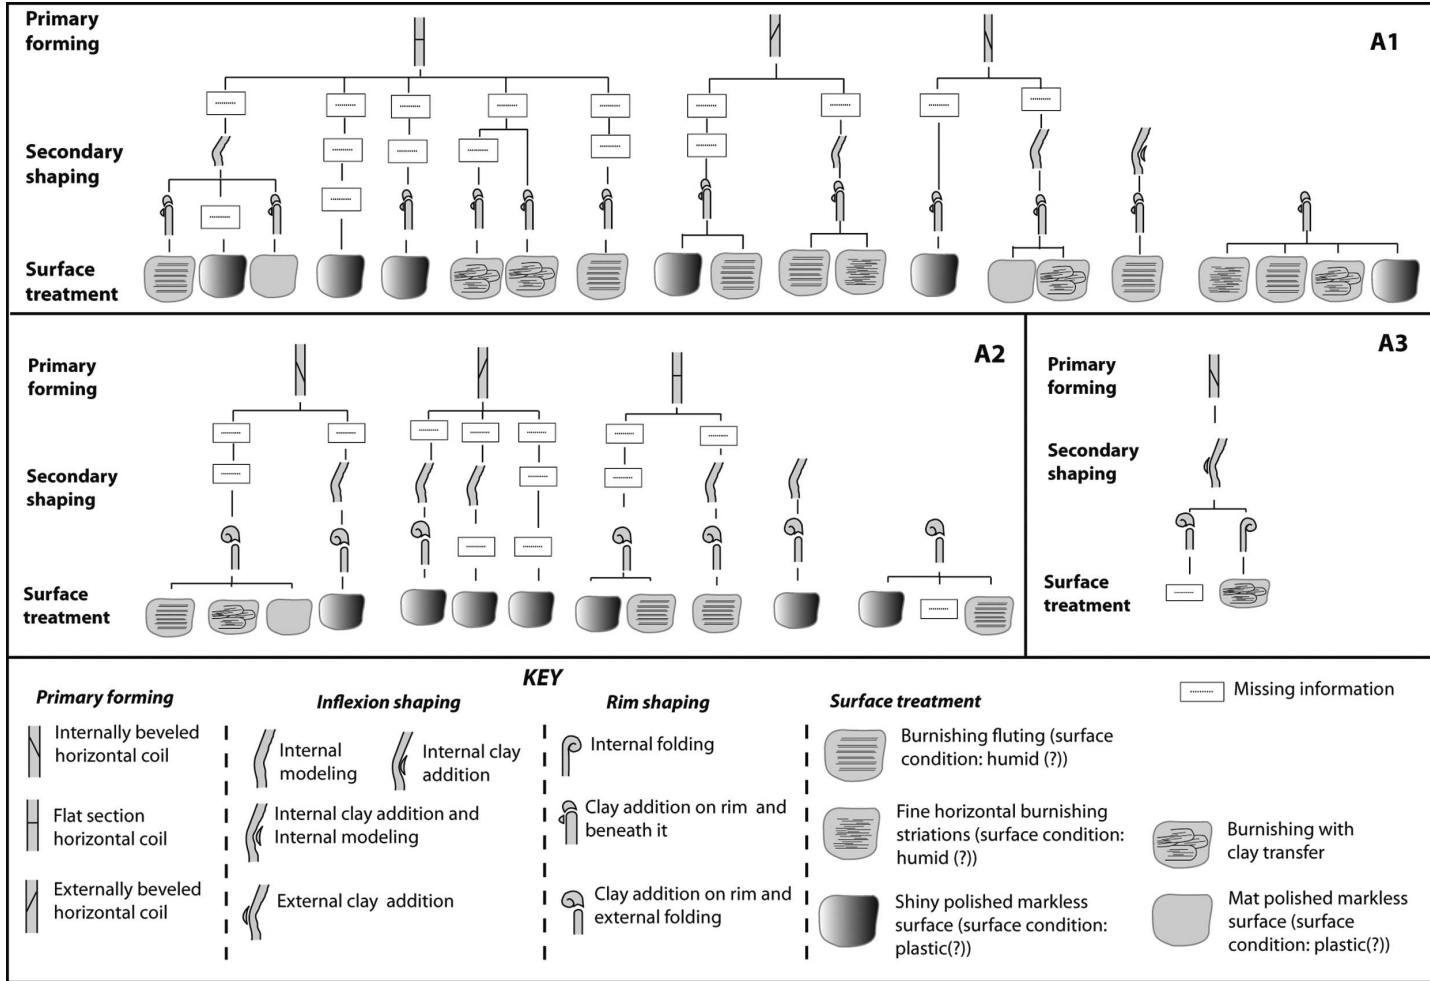 Primary
forming
A1
Secondary
shaping
Surface
treatment
A2
Primary
forming
Secondary
shaping
Surface
treatment
A3
Primary
forming
Secondary
shaping
Surface
treatment
KEY
Primary forming
Internally beveled
horizontal coil
Flat section
horizontal coil
Externally beveled
horizontal coil
Inflexion shaping
Internal
modeling
Internal clay
addition
Internal clay addition and
Internal modeling
External clay addition
Rim shaping
Internal folding
Clay addition on rim and
beneath it
Clay addition on rim and
external folding
Surface treatment
Burnishing fluting (surface
condition: humid (?))
Fine horizontal burnishing
striations (surface condition:
humid (?))
Shiny polished markless
surface (surface condition:
plastic(?))
Missing information
Burnishing with
clay transfer
Mat polished markless
surface (surface
condition: plastic(?))